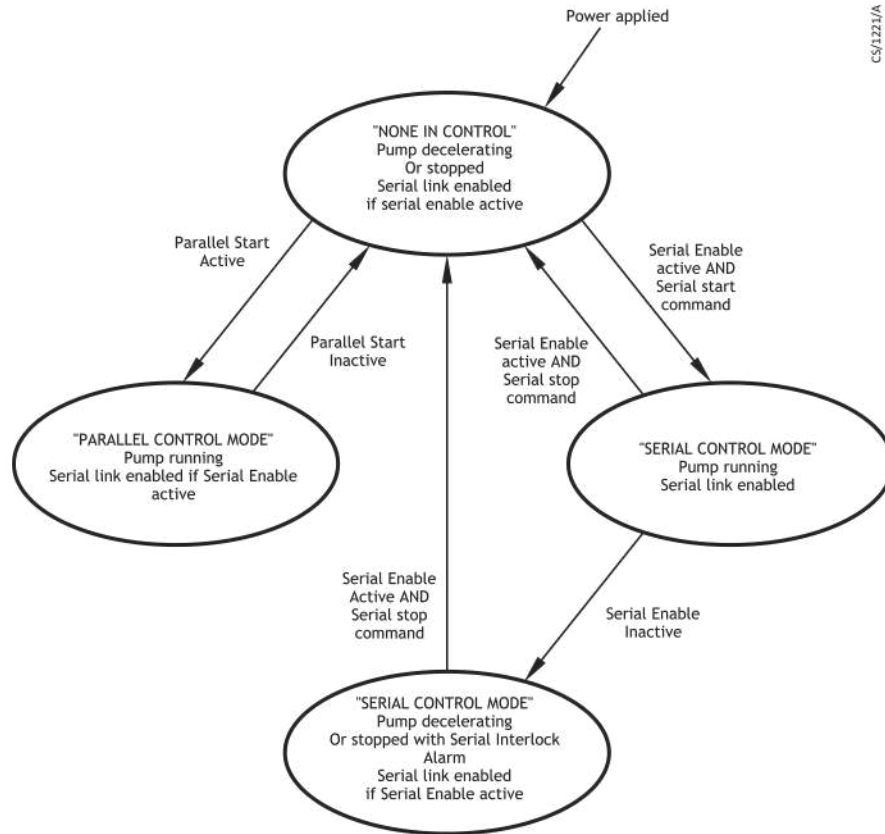 Power applied
CS/1221/A
"NONE IN CONTROL"
Pump decelerating
Or stopped
Serial link enabled
if serial enable active
Parallel Start
Active
Serial Enable
active AND
Serial start
command
Parallel Start
Inactive
Serial Enable
active AND
Serial stop
command
"PARALLEL CONTROL MODE"
Pump running
Serial link enabled if Serial Enable
active
"SERIAL CONTROL MODE"
Pump running
Serial link enabled
Serial Enable
Active AND
Serial stop
command
Serial Enable
Inactive
"SERIAL CONTROL MODE"
Pump decelerating
Or stopped with Serial Interlock
Alarm
Serial link enabled
if Serial Enable active